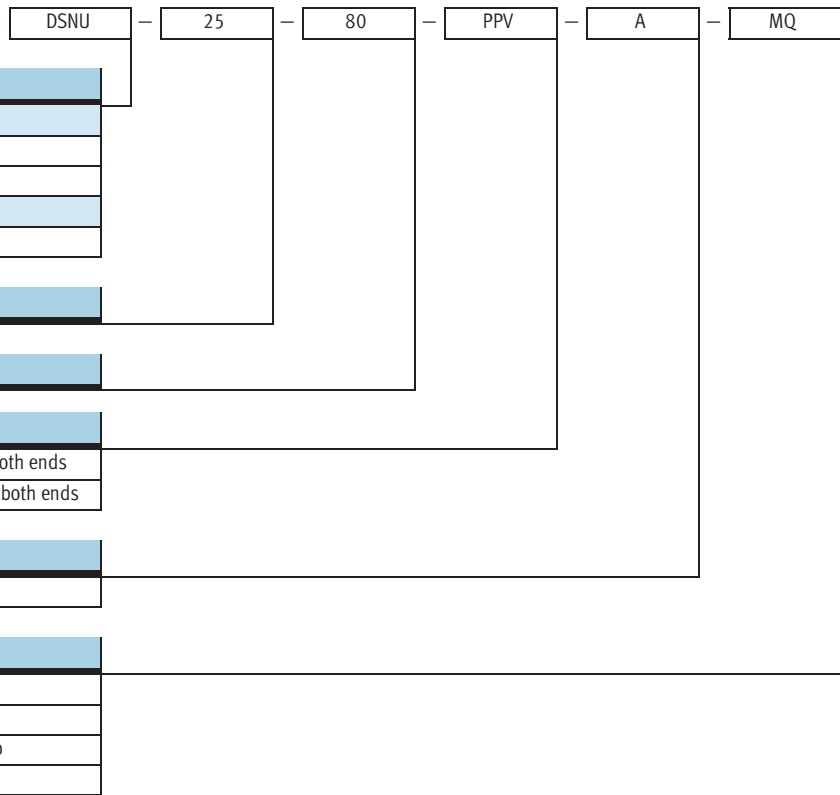 DSNU – 25 – 80 – PPV – A – MQ
oth ends
both ends